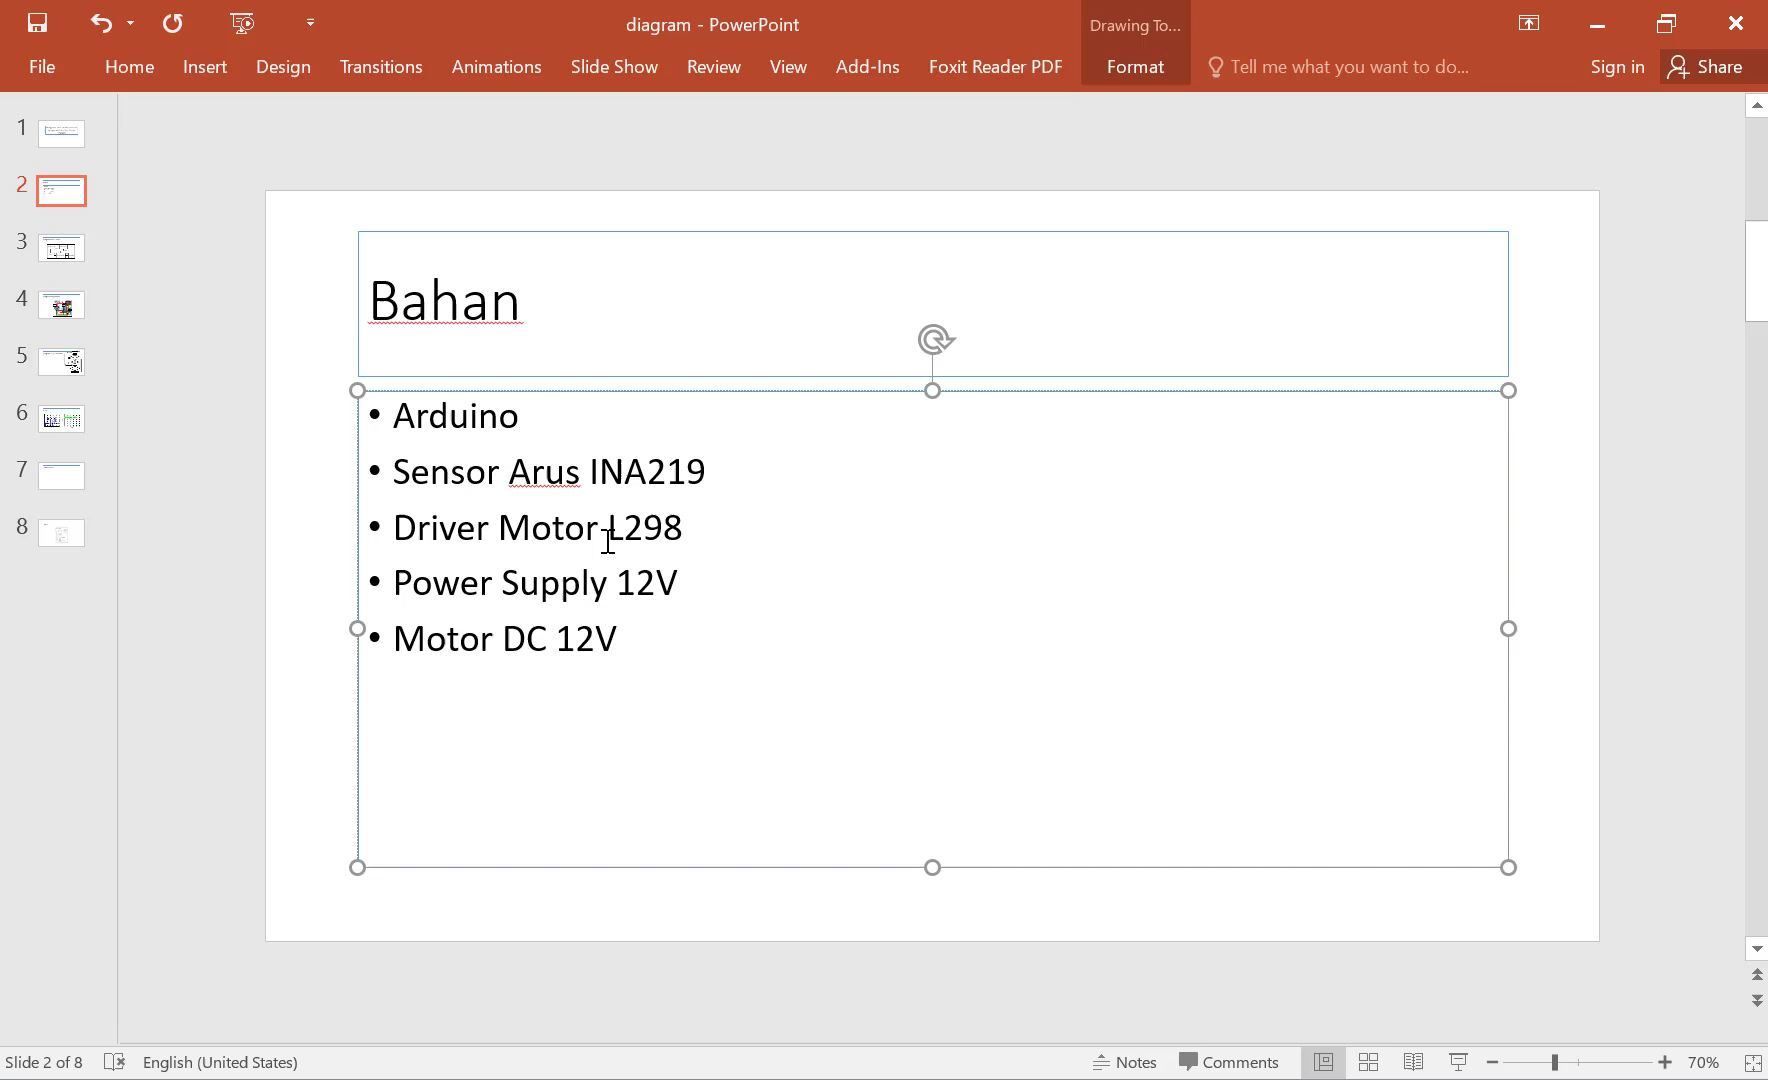 diagram - PowerPoint
Drawing To...
File Home Insert Design Transitions Animations Slide Show Review View Add-Ins Foxit Reader PDF Format Tell me what you want to do... Sign in Share
1
2
3
4
5
6
7
8
Bahan
• Arduino
• Sensor Arus INA219
• Driver Motor L298
• Power Supply 12V
• Motor DC 12V
Slide 2 of 8 English (United States) Notes Comments 70%